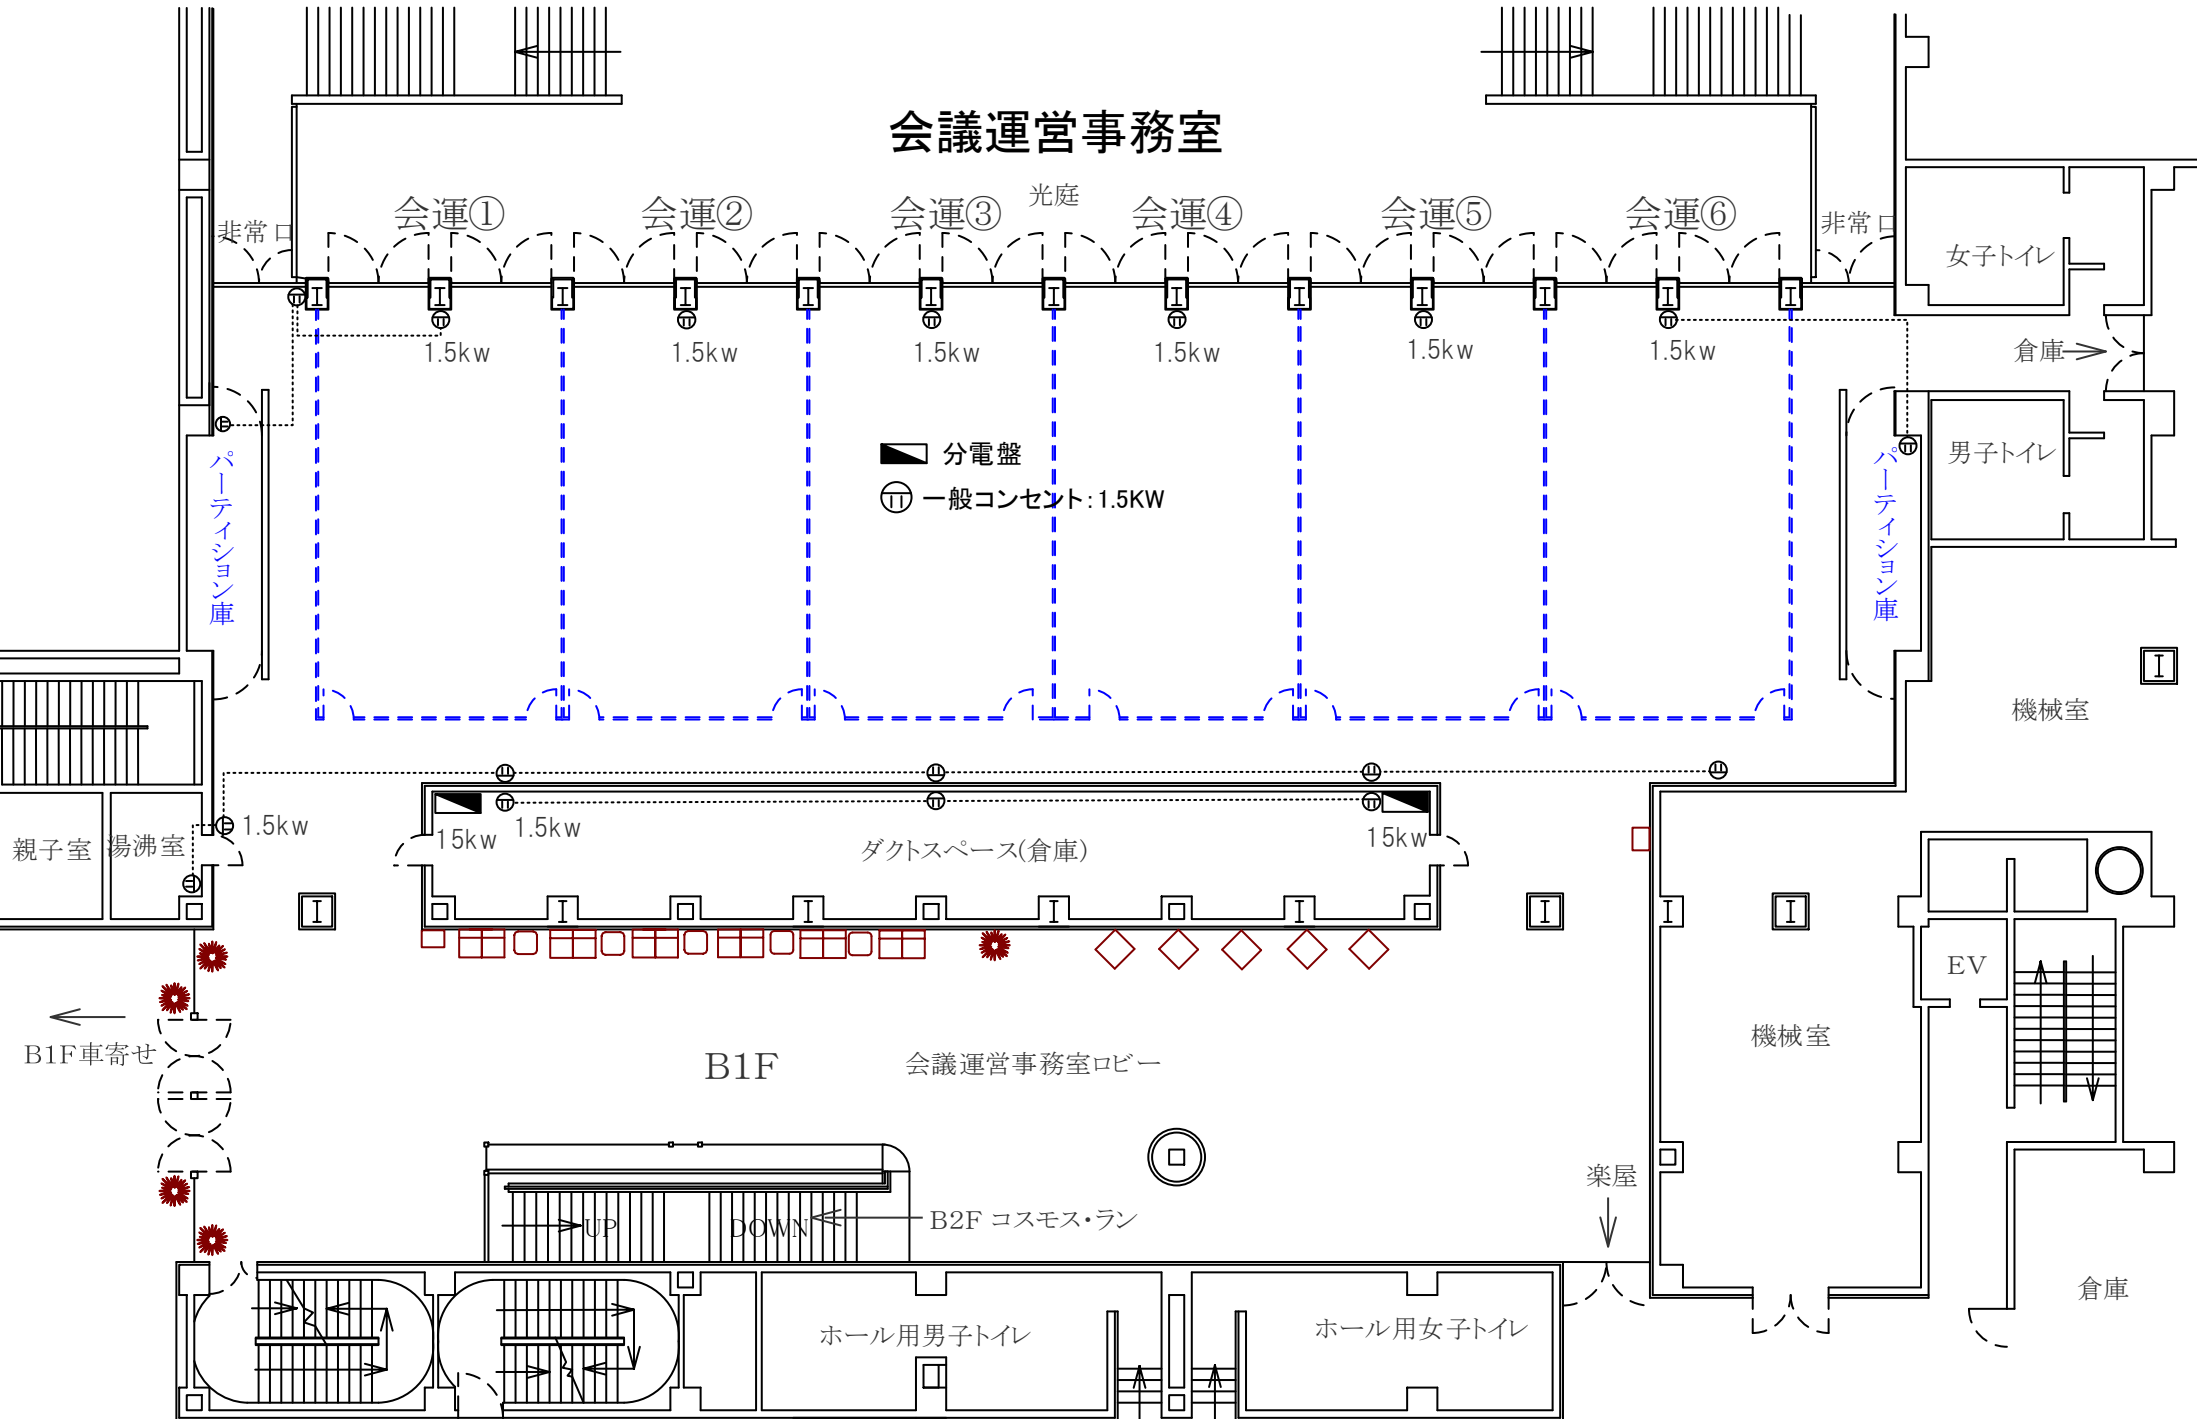 会議運営事務室
光庭
会運①
会運②
会運③
会運④
会運⑤
会運⑥
非常口
非常口
女子トイレ
倉庫
1.5kw
1.5kw
1.5kw
1.5kw
1.5kw
1.5kw
分電盤
一般コンセント:1.5KW
パーティション庫
パーティション庫
男子トイレ
機械室
親子室
湯沸室
1.5kw
15kw
1.5kw
15kw
ダクトスペース(倉庫)
EV
B1F車寄せ
B1F
会議運営事務室ロビー
機械室
楽屋
UP
DOWN
B2F コスモス・ラン
倉庫
ホール用男子トイレ
ホール用女子トイレ